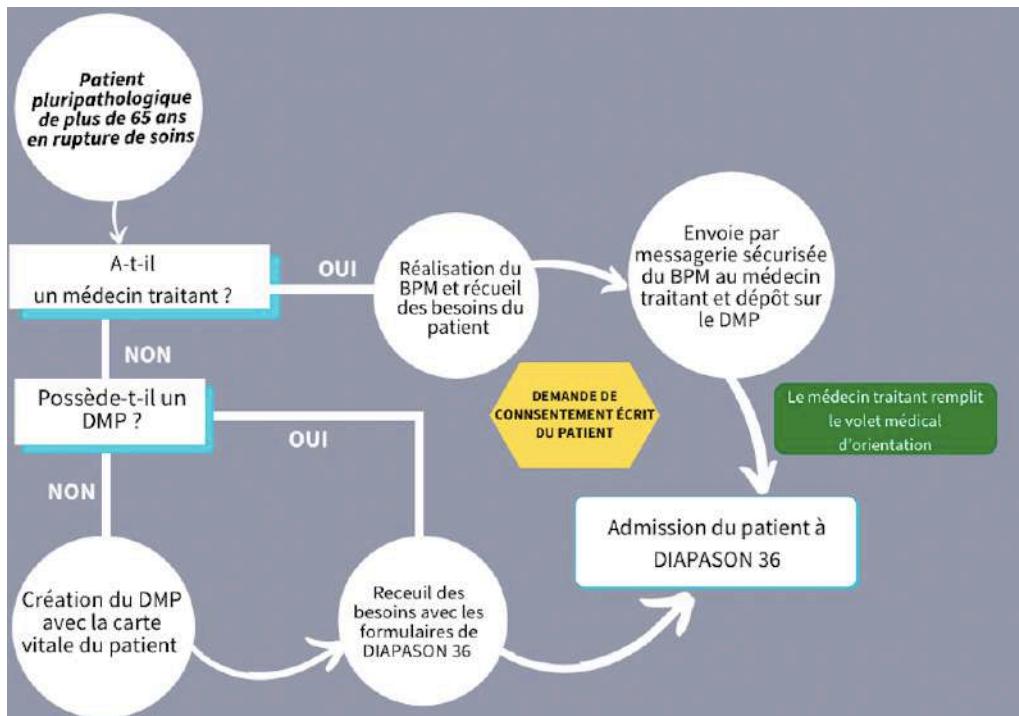 Patient
pluripathologique
de plus de 65 ans
en rupture de soins
A-t-il
un médecin traitant ?
OUI
Réalisation du
BPM et récueil
des besoins du
patient
Envoie par
messagerie sécurisée
du BPM au médecin
traitant et dépôt sur
le DMP
NON
Possède-t-il un
DMP ?
OUI
DEMANDE DE
CONNSENTEMENT ÉCRIT
DU PATIENT
Le médecin traitant remplit
le volet médical
d'orientation
NON
Admission du patient à
DIAPASON 36
Création du DMP
avec la carte
vitale du patient
Receuil des
besoins avec les
formulaires de
DIAPASON 36